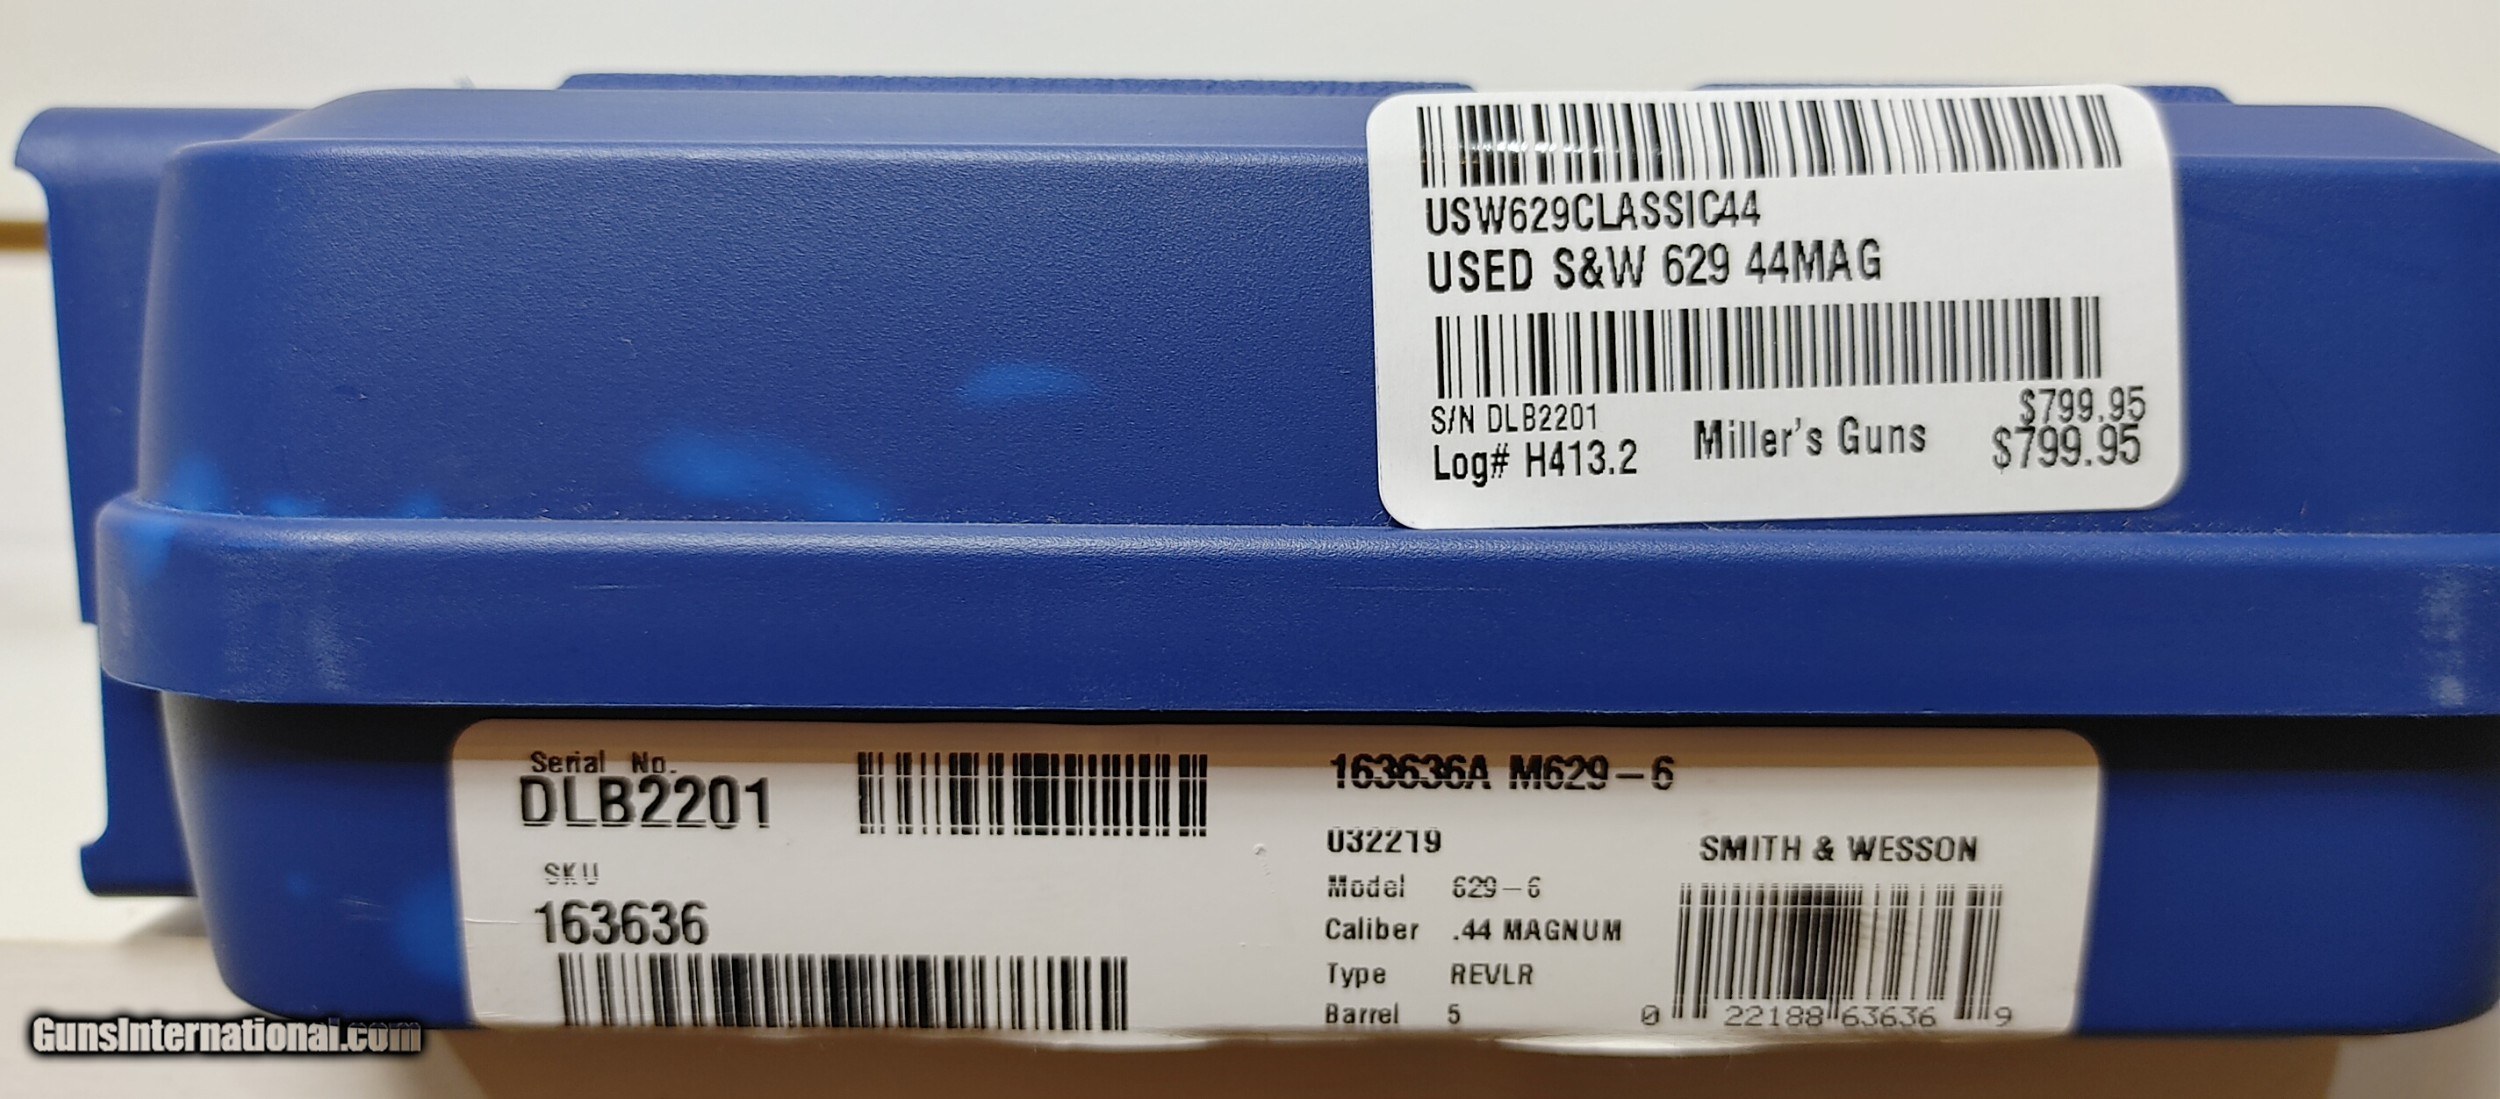 USW629CLASSIC44
USED S&W 629 44MAG
S/N DLB2201
Log# H413.2
Miller's Guns
$799.95
$799.95
Serial No.
DLB2201
SKU
163636
163636A M629-6
032219
Model 629-6
Caliber .44 MAGNUM
Type REVLR
Barrel 5
SMITH & WESSON
0 22188 63636 9
GunsInternational.com